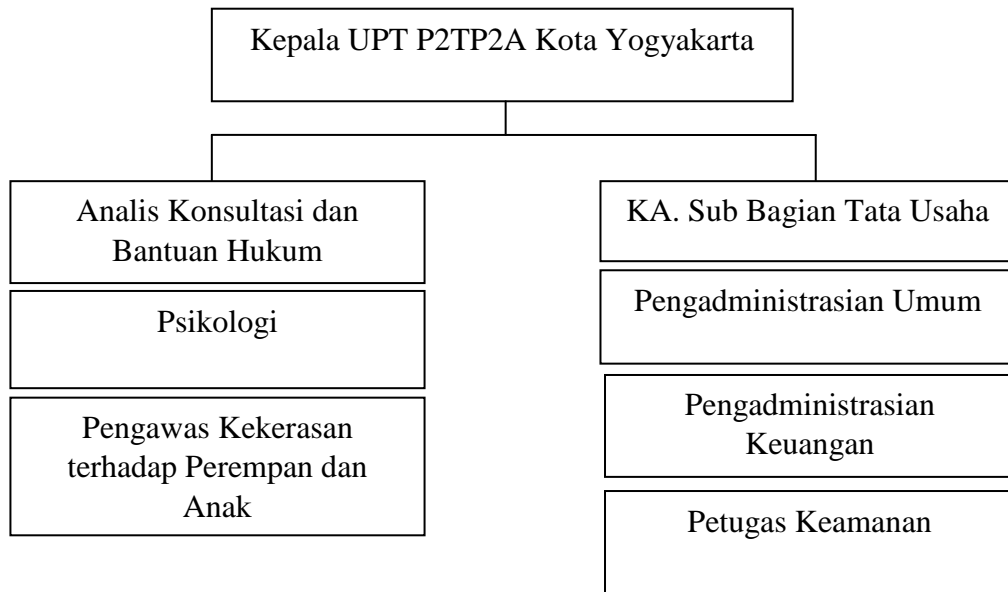 Kepala UPT P2TP2A Kota Yogyakarta
Analis Konsultasi dan
Bantuan Hukum
Psikologi
Pengawas Kekerasan
terhadap Perempan dan
Anak
KA. Sub Bagian Tata Usaha
Pengadministrasian Umum
Pengadministrasian
Keuangan
Petugas Keamanan